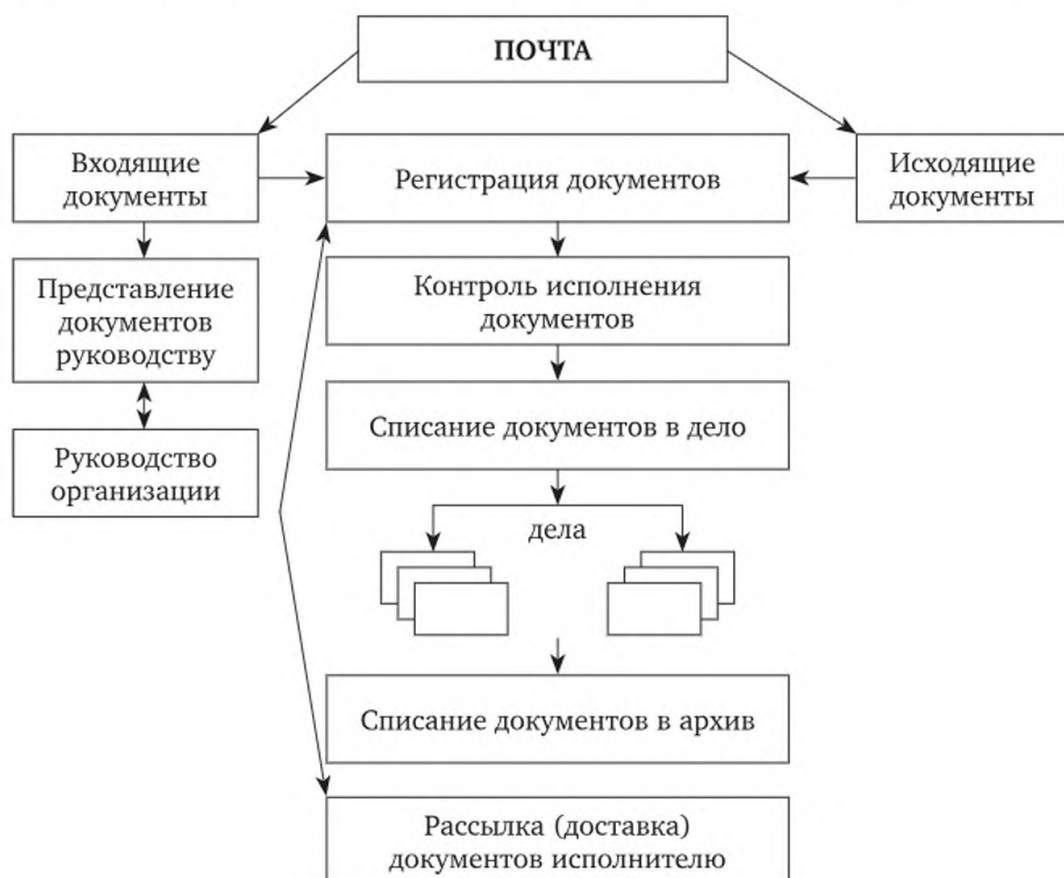 ПОЧТА
Входящие
документы
Регистрация документов
Исходящие
документы
Представление
документов
руководству
Контроль исполнения
документов
Списание документов в дело
Руководство
организации
дела
Списание документов в архив
Рассылка (доставка)
документов исполнителю